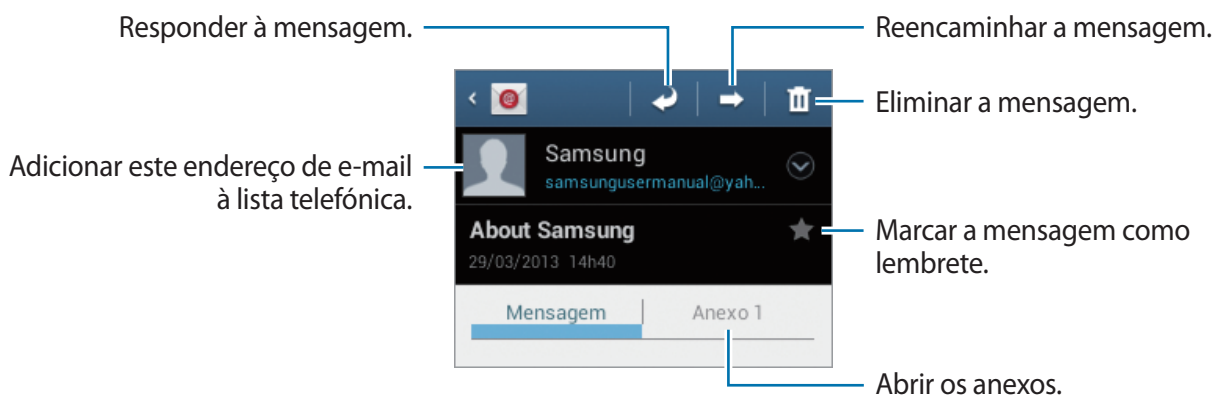 Responder à mensagem.
Reencaminhar a mensagem.
Eliminar a mensagem.
Adicionar este endereço de e-mail
à lista telefónica.
Samsung
samsungusermanual@yah...
About Samsung
29/03/2013 14h40
Marcar a mensagem como
lembrete.
Mensagem
Anexo 1
Abrir os anexos.